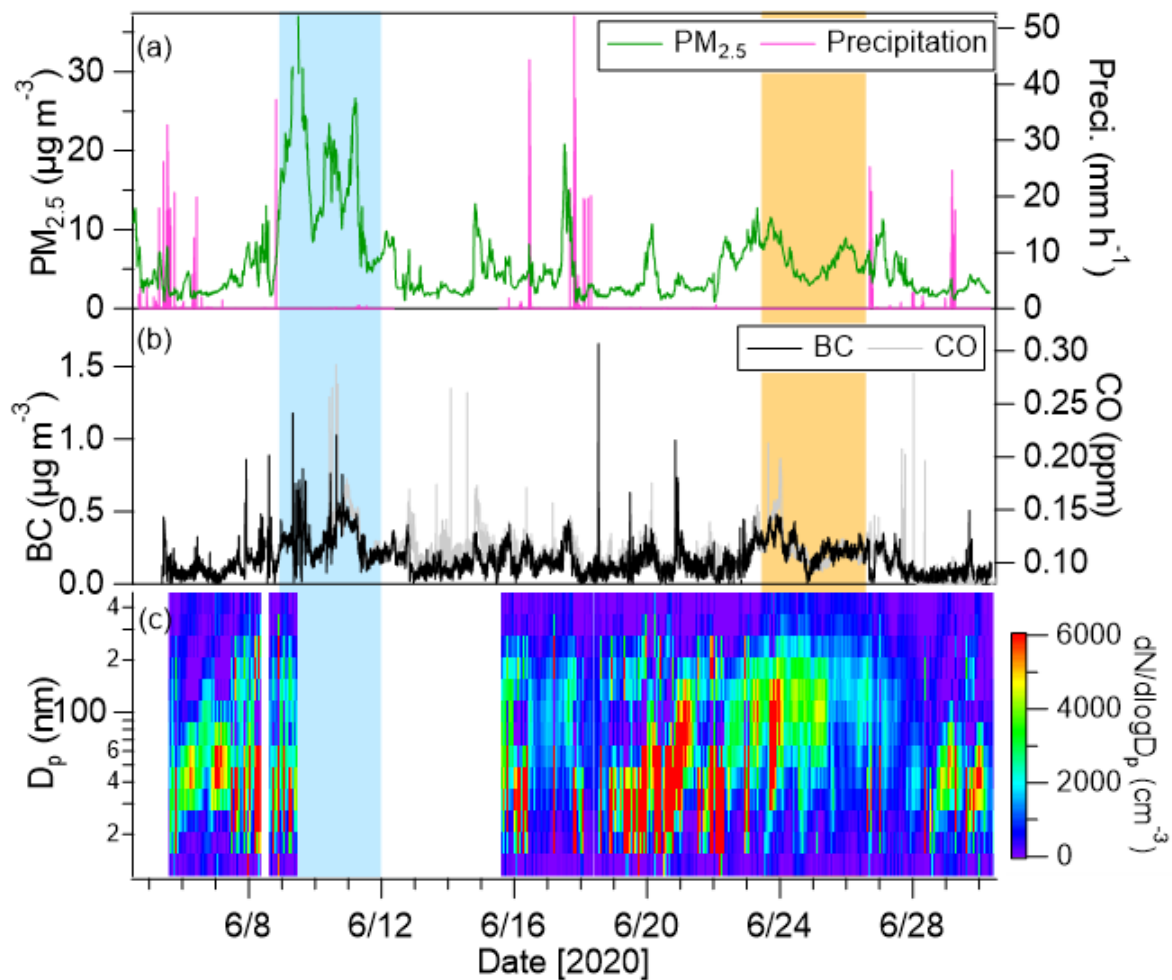 (a)
PM2.5
Precipitation
30
20
10
0
PM2.5 (µg m-3)
50
40
30
20
10
0
Preci. (mm h-1)
(b)
BC
CO
1.5
1.0
0.5
0.0
BC (µg m-3)
0.30
0.25
0.20
0.15
0.10
CO (ppm)
(c)
4
2
100
6
4
2
Dp (nm)
6000
4000
2000
0
dN/dlogDp (cm-3)
6/8
6/12
6/16
6/20
6/24
6/28
Date [2020]